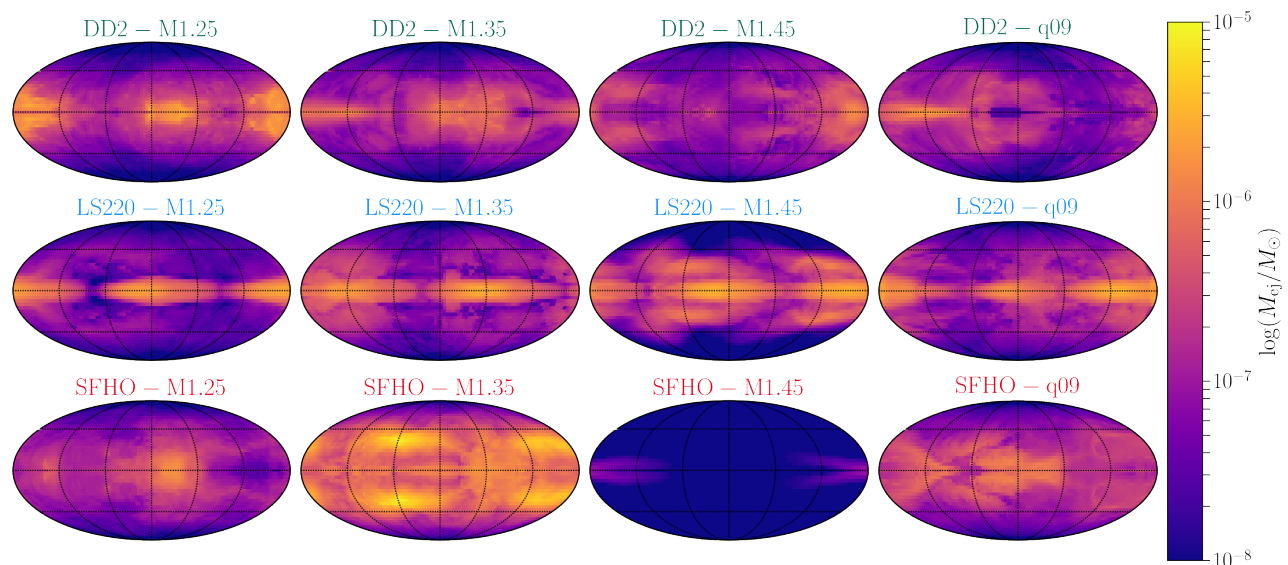 DD2 − M1.25
DD2 − M1.35
DD2 − M1.45
DD2 − q09
10⁻⁵
LS220 − M1.25
LS220 − M1.35
LS220 − M1.45
LS220 − q09
10⁻⁶
log(M_ej/M_⊙)
SFHO − M1.25
SFHO − M1.35
SFHO − M1.45
SFHO − q09
10⁻⁷
10⁻⁸